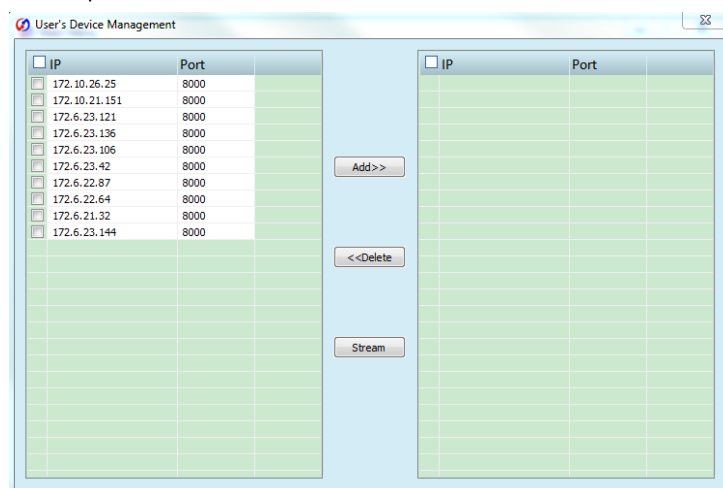 User's Device Management
IP Port
172.10.26.25 8000
172.10.21.151 8000
172.6.23.121 8000
172.6.23.136 8000
172.6.23.106 8000
172.6.23.42 8000
172.6.22.87 8000
172.6.22.64 8000
172.6.21.32 8000
172.6.23.144 8000
Add>>
<<Delete
Stream
IP Port